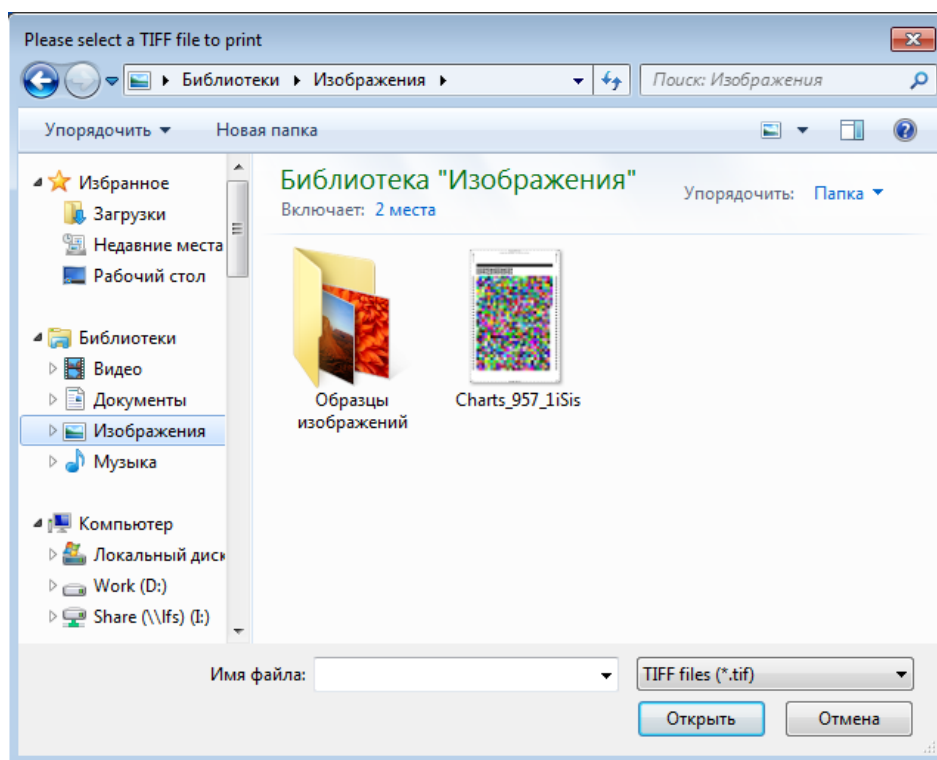 Please select a TIFF file to print
Библиотеки
Изображения
Поиск: Изображения
Упорядочить
Новая папка
Избранное
Загрузки
Недавние места
Рабочий стол
Библиотеки
Видео
Документы
Изображения
Музыка
Компьютер
Локальный диск
Work (D:)
Share (\\lfs) (I:)
Библиотека "Изображения"
Включает: 2 места
Упорядочить: Папка
Образцы
изображений
Charts_957_1iSis
Имя файла:
TIFF files (*.tif)
Открыть
Отмена